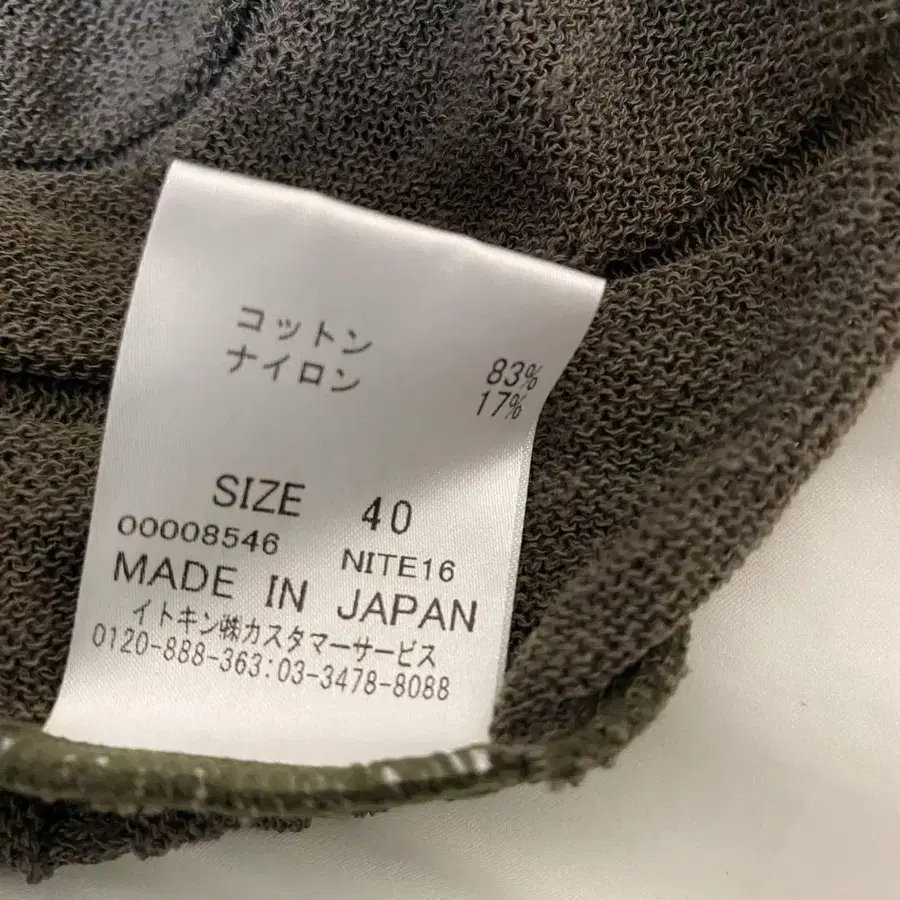 コットン 83%
ナイロン 17%
SIZE 40
00008546 NITE16
MADE IN JAPAN
イトキン㈱カスタマーサービス
0120-888-363:03-3478-8088